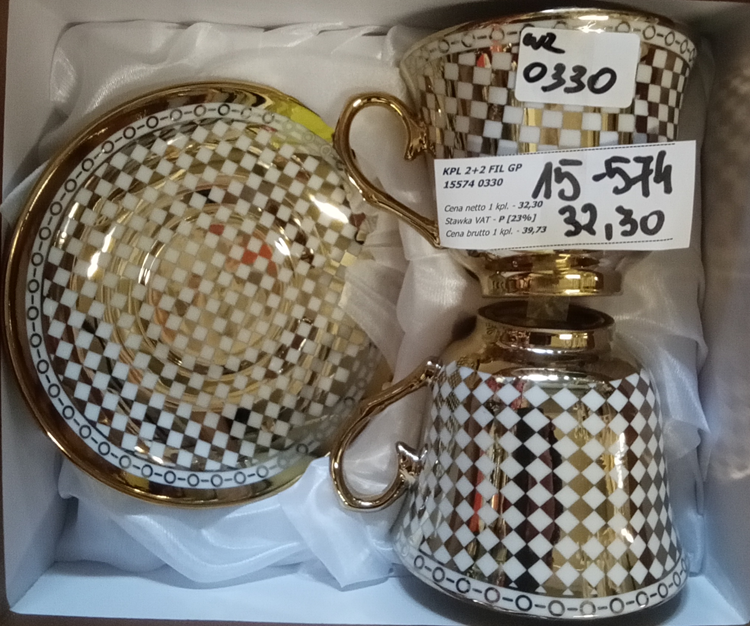 wz
0330
KPL 2+2 FIL GP
15574 0330
Cena netto 1 kpl. - 32,30
Stawka VAT - P [23%]
Cena brutto 1 kpl. - 39,73
15-574
32,30